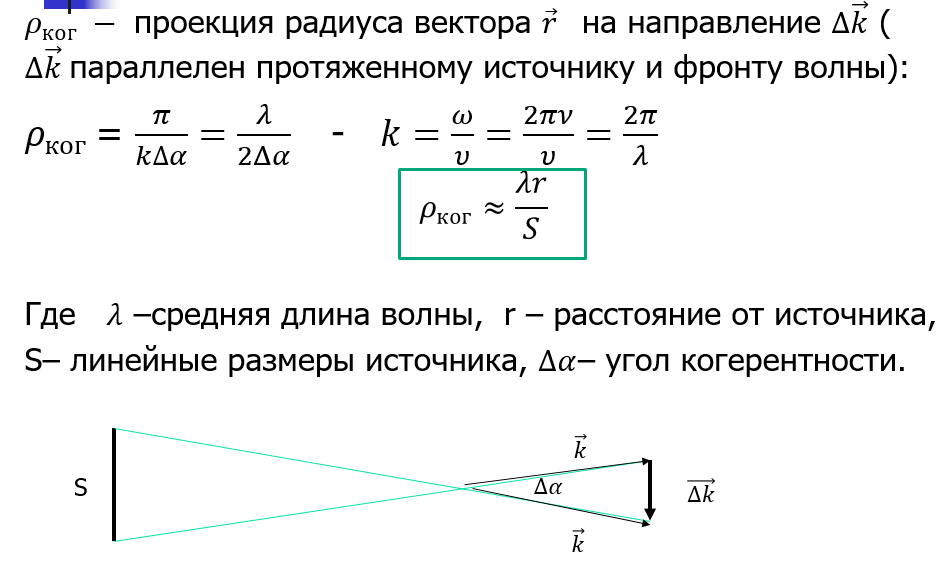 ρког – проекция радиуса вектора r⃗ на направление Δk⃗ (
Δk⃗ параллелен протяженному источнику и фронту волны):
ρког = π/(kΔα) = λ/(2Δα) - k = ω/υ = 2πν/υ = 2π/λ
ρког ≈ λr/S
Где λ –средняя длина волны, r – расстояние от источника,
S– линейные размеры источника, Δα– угол когерентности.
k⃗
S
Δα
Δk⃗
k⃗